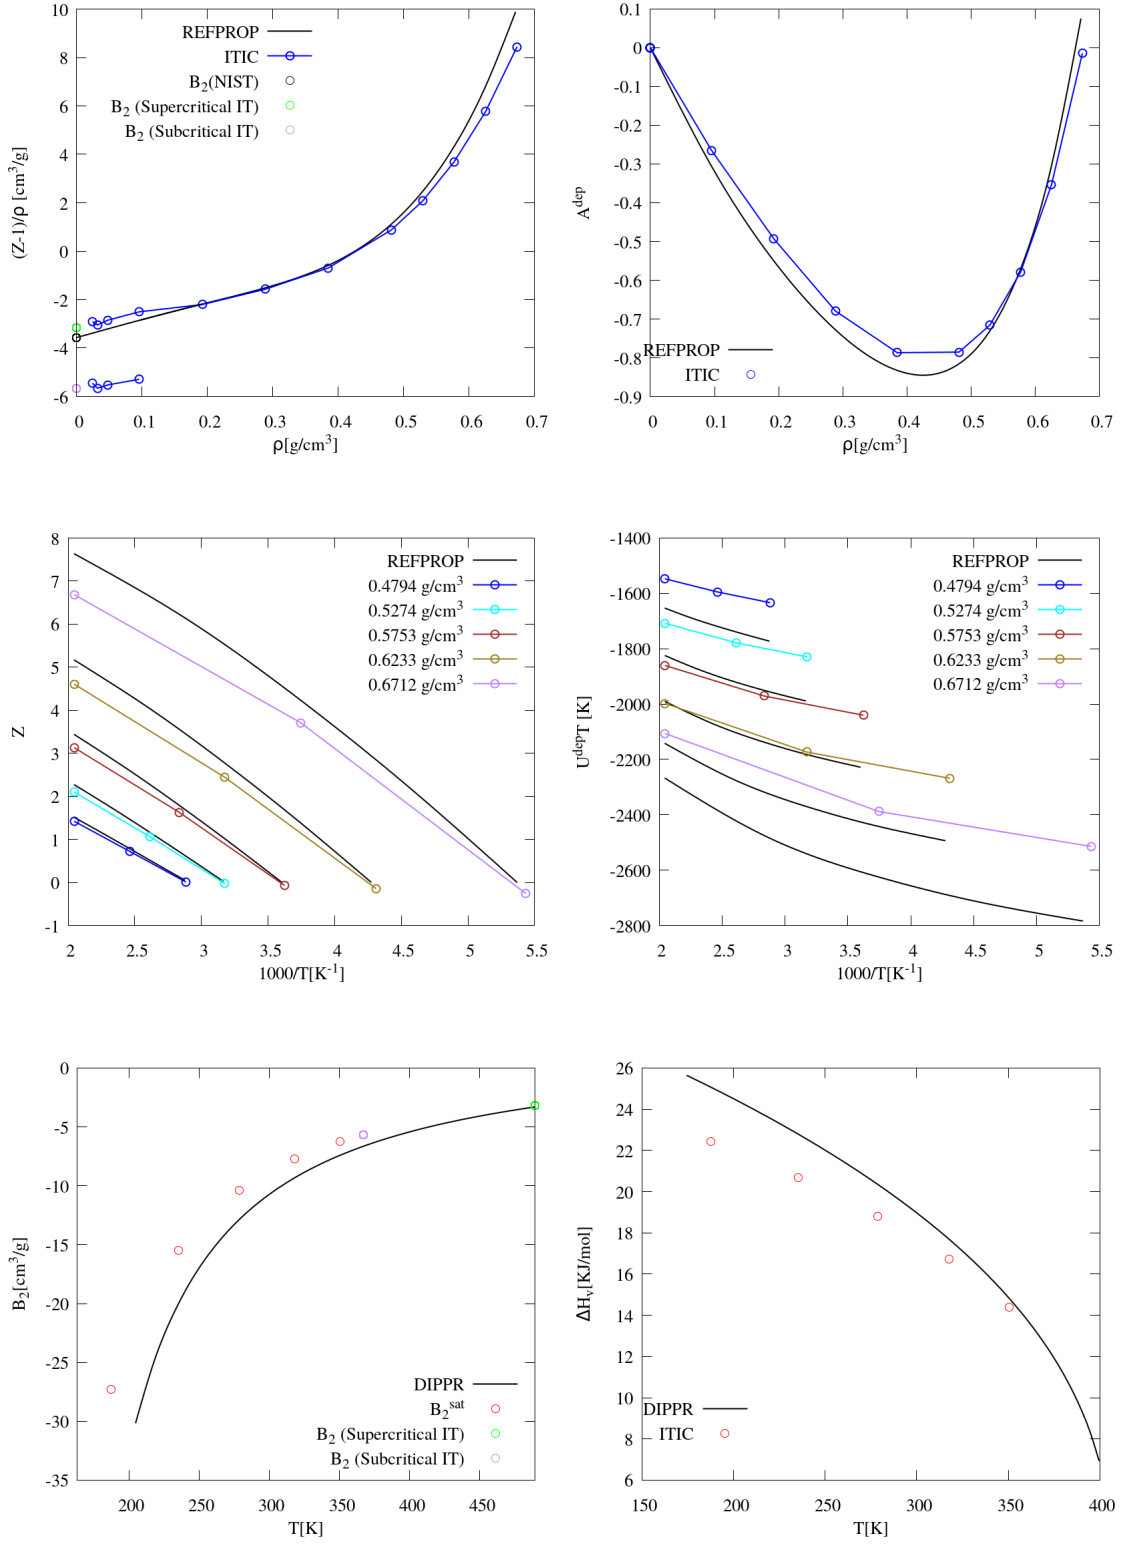 (Z-1)/ρ [cm³/g]
10
8
6
4
2
0
-2
-4
-6
REFPROP
ITIC
B₂(NIST)
B₂ (Supercritical IT)
B₂ (Subcritical IT)
0 0.1 0.2 0.3 0.4 0.5 0.6 0.7
ρ[g/cm³]
Aᵈᵉᵖ
0.1
0
-0.1
-0.2
-0.3
-0.4
-0.5
-0.6
-0.7
-0.8
-0.9
REFPROP
ITIC
0 0.1 0.2 0.3 0.4 0.5 0.6 0.7
ρ[g/cm³]
Z
8
7
6
5
4
3
2
1
0
-1
REFPROP
0.4794 g/cm³
0.5274 g/cm³
0.5753 g/cm³
0.6233 g/cm³
0.6712 g/cm³
2 2.5 3 3.5 4 4.5 5 5.5
1000/T[K⁻¹]
UᵈᵉᵖT [K]
-1400
-1600
-1800
-2000
-2200
-2400
-2600
-2800
REFPROP
0.4794 g/cm³
0.5274 g/cm³
0.5753 g/cm³
0.6233 g/cm³
0.6712 g/cm³
2 2.5 3 3.5 4 4.5 5 5.5
1000/T[K⁻¹]
B₂[cm³/g]
0
-5
-10
-15
-20
-25
-30
-35
DIPPR
B₂ˢᵃᵗ
B₂ (Supercritical IT)
B₂ (Subcritical IT)
200 250 300 350 400 450
T[K]
ΔHᵥ[KJ/mol]
26
24
22
20
18
16
14
12
10
8
6
DIPPR
ITIC
150 200 250 300 350 400
T[K]